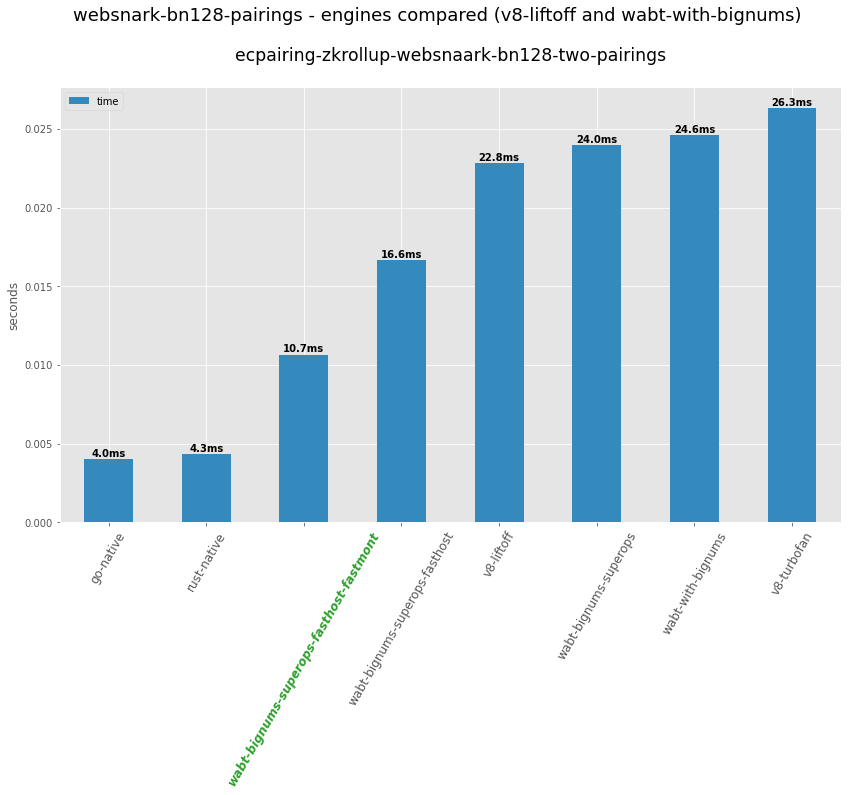 websnark-bn128-pairings - engines compared (v8-liftoff and wabt-with-bignums)
ecpairing-zkrollup-websnaark-bn128-two-pairings
time
seconds
0.025
0.020
0.015
0.010
0.005
0.000
4.0ms
4.3ms
10.7ms
16.6ms
22.8ms
24.0ms
24.6ms
26.3ms
go-native
rust-native
wabt-bignums-superops-fasthost-fastmont
wabt-bignums-superops-fasthost
v8-liftoff
wabt-bignums-superops
wabt-with-bignums
v8-turbofan